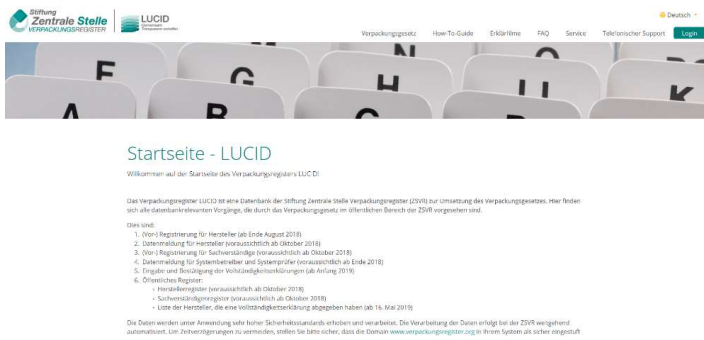 Stiftung
Zentrale Stelle
VERPACKUNGSREGISTER
LUCID
Deutsch
Verpackungsgesetz How-To-Guide Erklärfilme FAQ Service Telefonischer Support Login
F G H
A B K
Startseite - LUCID
Willkommen auf der Startseite des Verpackungsregisters LUCID!
Das Verpackungsregister LUCID ist eine Datenbank der Stiftung Zentrale Stelle Verpackungsregister (ZSVR) zur Umsetzung des Verpackungsgesetzes. Hier finden
sich alle datenbankrelevanten Vorgänge, die durch das Verpackungsgesetz im öffentlichen Bereich der ZSVR vorgesehen sind.
Dies sind:
1. (Vor-) Registrierung für Hersteller (ab Ende August 2018)
2. Datenmeldung für Hersteller (voraussichtlich ab Oktober 2018)
3. (Vor-) Registrierung für Sachverständige (voraussichtlich ab Oktober 2018)
4. Datenmeldung für Systembetreiber und Systemprüfer (voraussichtlich ab Ende 2018)
5. Eingabe und Bestätigung der Vollständigkeitserklärungen (ab Anfang 2019)
6. Öffentliches Register:
◦ Herstellerregister (voraussichtlich ab Oktober 2018)
◦ Sachverständigenregister (voraussichtlich ab Oktober 2018)
◦ Liste der Hersteller, die eine Vollständigkeitserklärung abgegeben haben (ab 16. Mai 2019)
Die Daten werden unter Anwendung sehr hoher Sicherheitsstandards erhoben und verarbeitet. Die Verarbeitung der Daten erfolgt bei der ZSVR weitgehend
automatisiert. Um Zeitverzögerungen zu vermeiden, stellen Sie bitte sicher, dass die Domain www.verpackungsregister.org in Ihrem System als sicher eingestuft